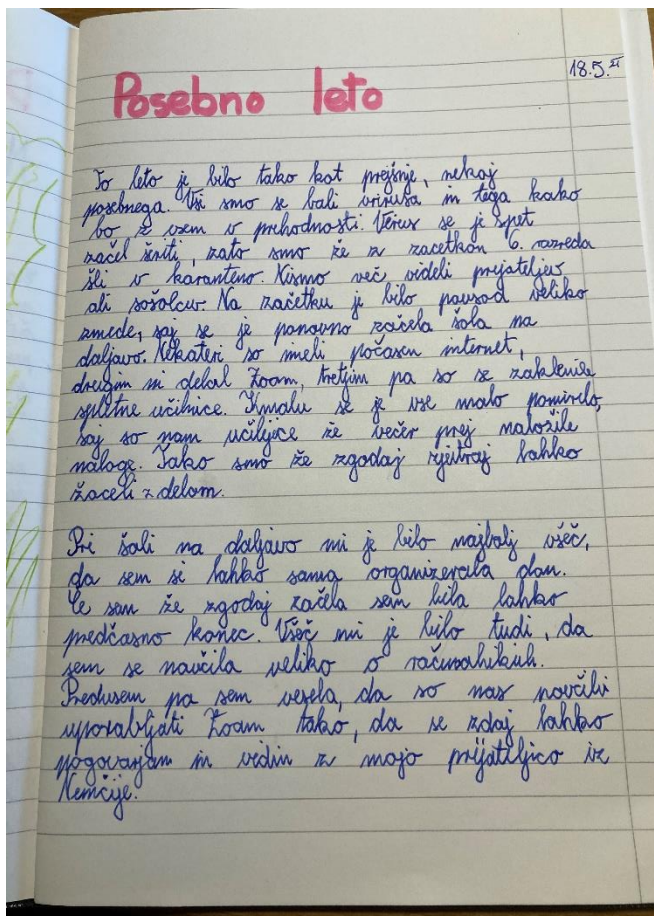 18.5.21
Posebno leto
To leto je bilo tako kot prejšnje, nekaj
posebnega. Vsi smo se bali virusa in tega kako
bo z vsem v prihodnosti. Virus se je spet
začel širiti, zato smo že z začetkom 6. razreda
šli v karanteno. Nismo več videli prijateljev
ali sošolcev. Na začetku je bilo povsod veliko
zmede, saj se je ponovno začela šola na
daljavo. Nekateri so imeli počasen internet,
drugim ni delal Zoom, tretjim pa so se zaklenile
spletne učilnice. Kmalu se je vse malo pomirilo,
saj so nam učiteljice že večer prej naložile
naloge. Tako smo že zgodaj zjutraj lahko
začeli z delom.
Pri šoli na daljavo mi je bilo najbolj všeč,
da sem si lahko sama organizirala dan.
Če sem že zgodaj začela sem bila lahko
predčasno konec. Všeč mi je bilo tudi, da
sem se naučila veliko o računalnikih.
Predvsem pa sem vesela, da so nas naučili
uporabljati Zoom tako, da se zdaj lahko
pogovarjam in vidim z mojo prijateljico iz
Nemčije.